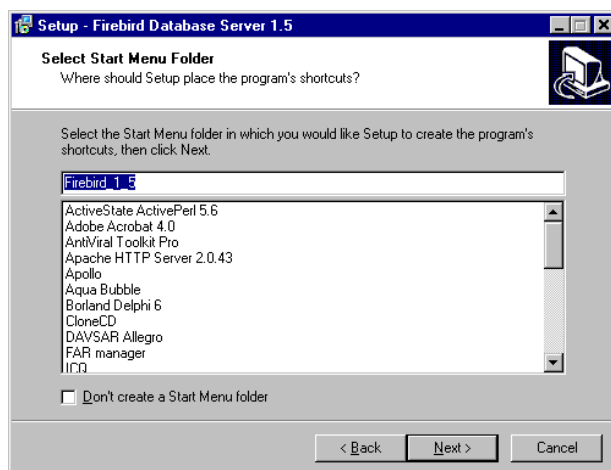 Setup - Firebird Database Server 1.5
Select Start Menu Folder
Where should Setup place the program's shortcuts?
Select the Start Menu folder in which you would like Setup to create the program's
shortcuts, then click Next.
Firebird_1_5
ActiveState ActivePerl 5.6
Adobe Acrobat 4.0
AntiViral Toolkit Pro
Apache HTTP Server 2.0.43
Apollo
Aqua Bubble
Borland Delphi 6
CloneCD
DAVSAR Allegro
FAR manager
ICQ
Don't create a Start Menu folder
< Back
Next >
Cancel